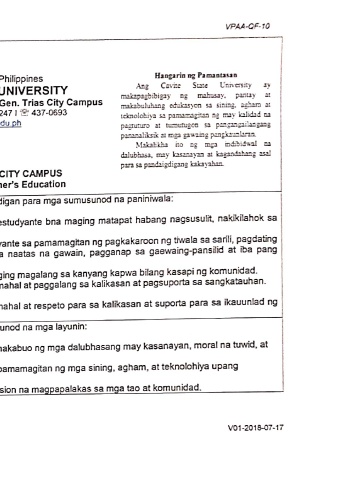 VPAA-QF-10
Philippines
UNIVERSITY
Gen. Trias City Campus
247 I ☏ 437-0693
du.ph
Hangarin ng Pamantasan
Ang Cavite State University ay
makapagbibigay ng mahusay, pantay at
makabuluhang edukasyon sa sining, agham at
teknolohiya sa pamamagitan ng may kalidad na
pagtuturo at tumutugon sa pangangailangang
pananaliksik at mga gawaing pangkaunlaran.
Makahikha ito ng mga indibidwal na
dalubhasa, may kasanayan at kagandahang asal
para sa pandaigdigang kakayahan.
CITY CAMPUS
her's Education
digan para mga sumusunod na paniniwala:
estudyante bna maging matapat habang nagsusulit, nakikilahok sa
yante sa pamamagitan ng pagkakaroon ng tiwala sa sarili, pagdating
a naatas na gawain, pagganap sa gaewaing-pansilid at iba pang
ging magalang sa kanyang kapwa bilang kasapi ng komunidad.
mahal at paggalang sa kalikasan at pagsuporta sa sangkatauhan.
nahal at respeto para sa kalikasan at suporta para sa ikauunlad ng
unod na mga layunin:
nakabuo ng mga dalubhasang may kasanayan, moral na tuwid, at
pamamagitan ng mga sining, agham, at teknolohiya upang
sion na magpapalakas sa mga tao at komunidad.
V01-2018-07-17